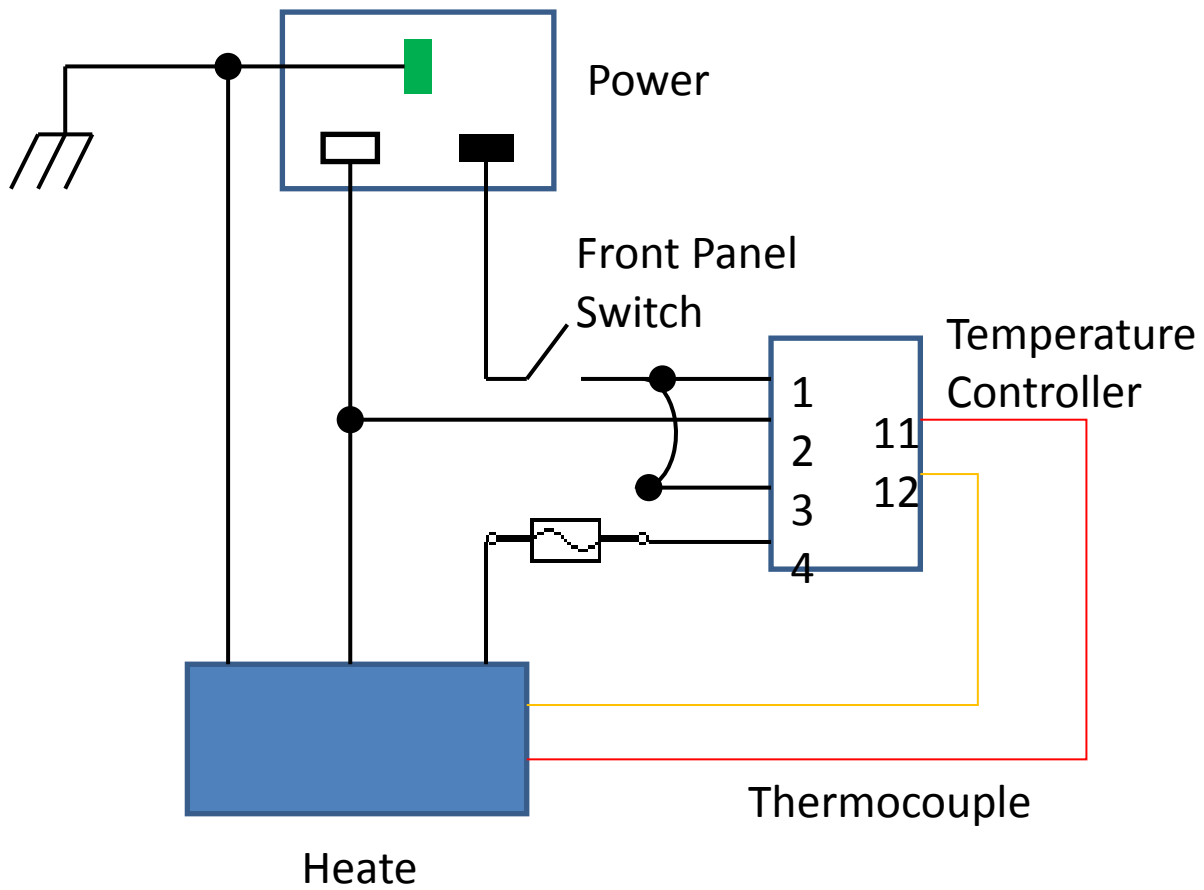 Power
Front Panel
Switch
Temperature
Controller
1
2
3
4
11
12
Thermocouple
Heate